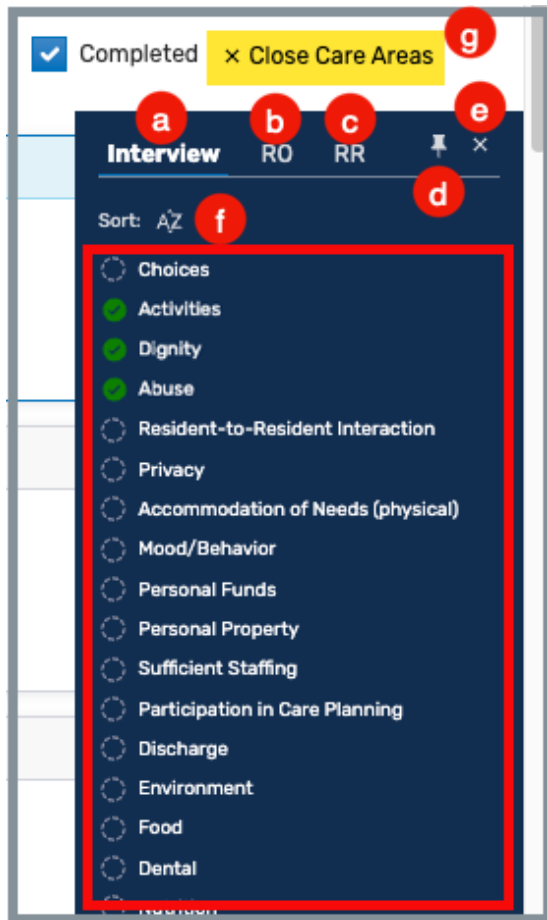 g
Completed × Close Care Areas
a b c e
Interview RO RR ×
d
Sort: AZ f
Choices
Activities
Dignity
Abuse
Resident-to-Resident Interaction
Privacy
Accommodation of Needs (physical)
Mood/Behavior
Personal Funds
Personal Property
Sufficient Staffing
Participation in Care Planning
Discharge
Environment
Food
Dental
Nutrition